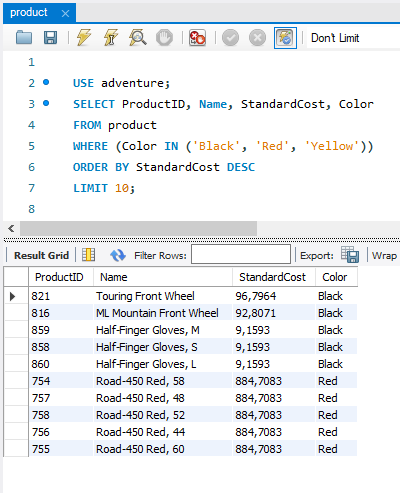 product x
Don't Limit
1
2 USE adventure;
3 SELECT ProductID, Name, StandardCost, Color
4 FROM product
5 WHERE (Color IN ('Black', 'Red', 'Yellow'))
6 ORDER BY StandardCost DESC
7 LIMIT 10;
8
Result Grid Filter Rows: Export: Wrap
ProductID Name StandardCost Color
821 Touring Front Wheel 96,7964 Black
816 ML Mountain Front Wheel 92,8071 Black
859 Half-Finger Gloves, M 9,1593 Black
858 Half-Finger Gloves, S 9,1593 Black
860 Half-Finger Gloves, L 9,1593 Black
754 Road-450 Red, 58 884,7083 Red
757 Road-450 Red, 48 884,7083 Red
758 Road-450 Red, 52 884,7083 Red
756 Road-450 Red, 44 884,7083 Red
755 Road-450 Red, 60 884,7083 Red